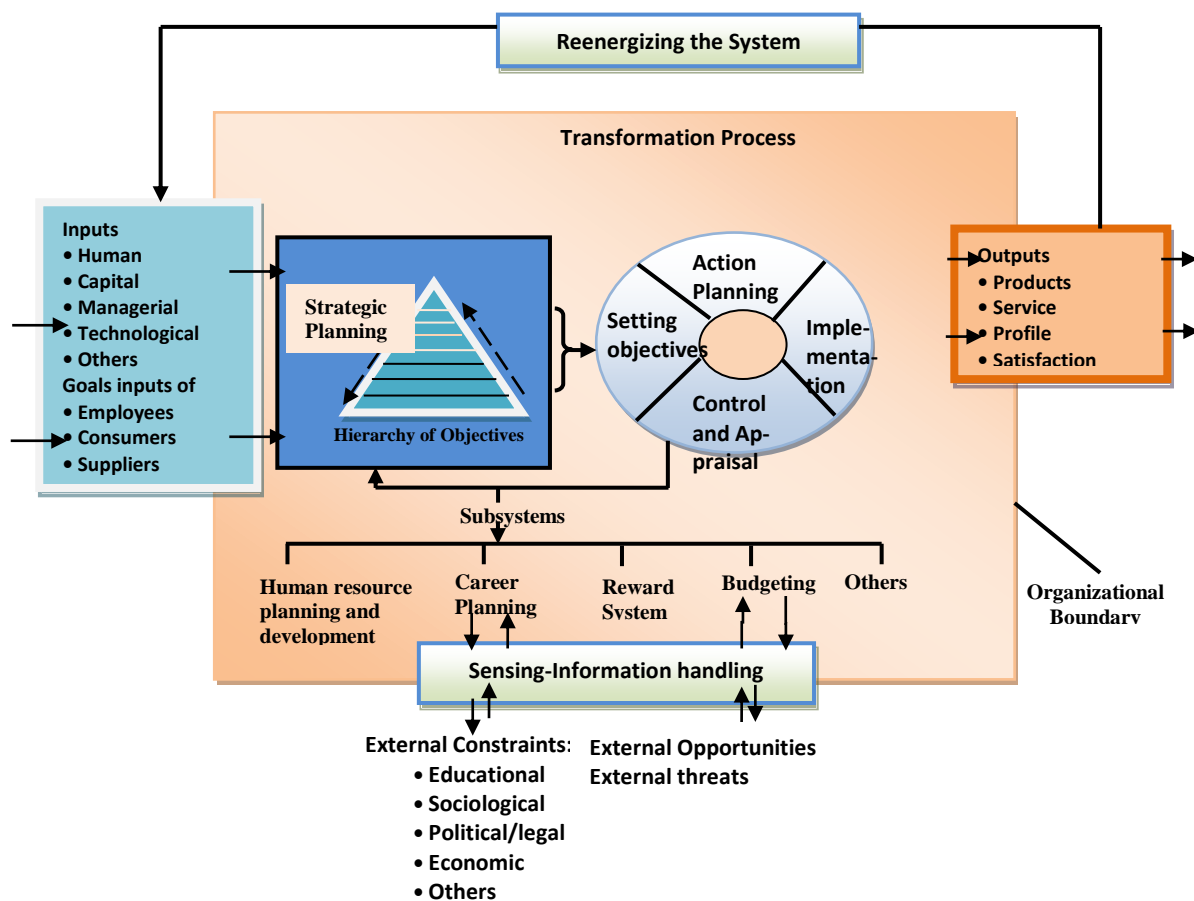 Reenergizing the System
Transformation Process
Inputs
• Human
• Capital
• Managerial
• Technological
• Others
Goals inputs of
• Employees
• Consumers
• Suppliers
Strategic
Planning
Hierarchy of Objectives
Action
Planning
Setting
objectives
Imple-
menta-
tion
Control
and Ap-
praisal
Outputs
• Products
• Service
• Profile
• Satisfaction
Subsystems
Human resource
planning and
development
Career
Planning
Reward
System
Budgeting
Others
Organizational
Boundary
Sensing-Information handling
External Constraints:
• Educational
• Sociological
• Political/legal
• Economic
• Others
External Opportunities
External threats